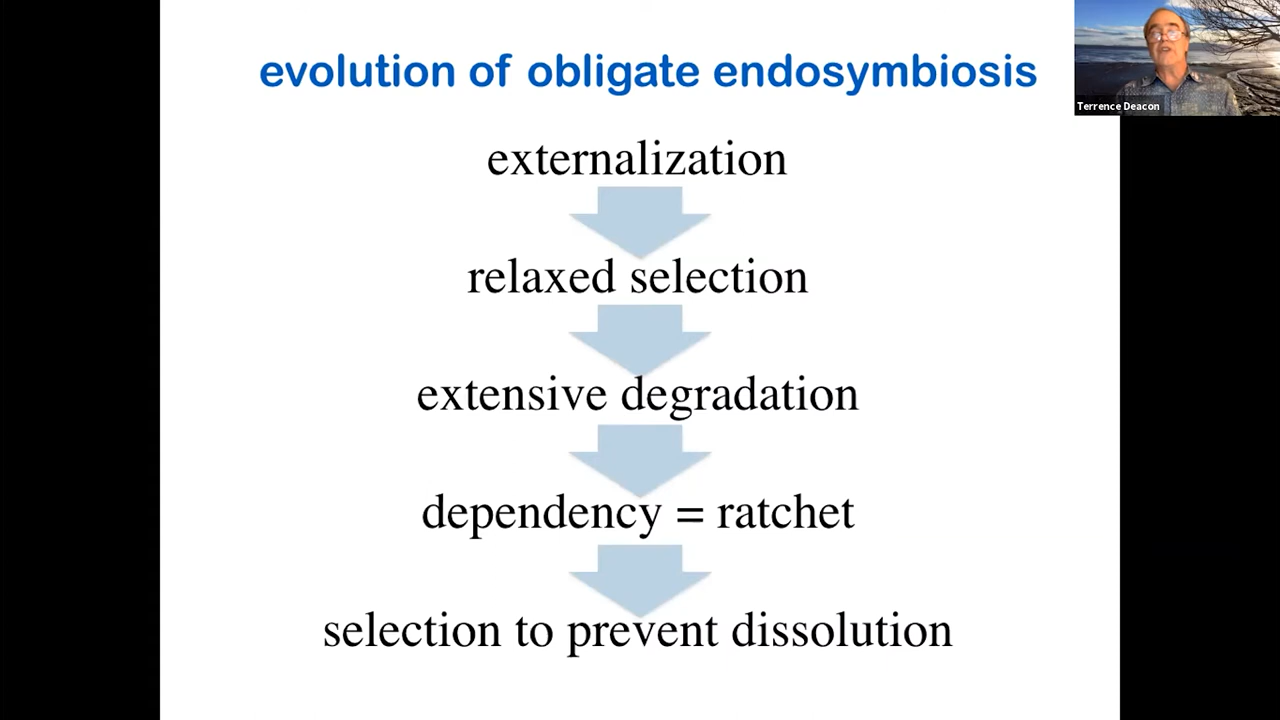 evolution of obligate endosymbiosis
Terrence Deacon
externalization
relaxed selection
extensive degradation
dependency = ratchet
selection to prevent dissolution